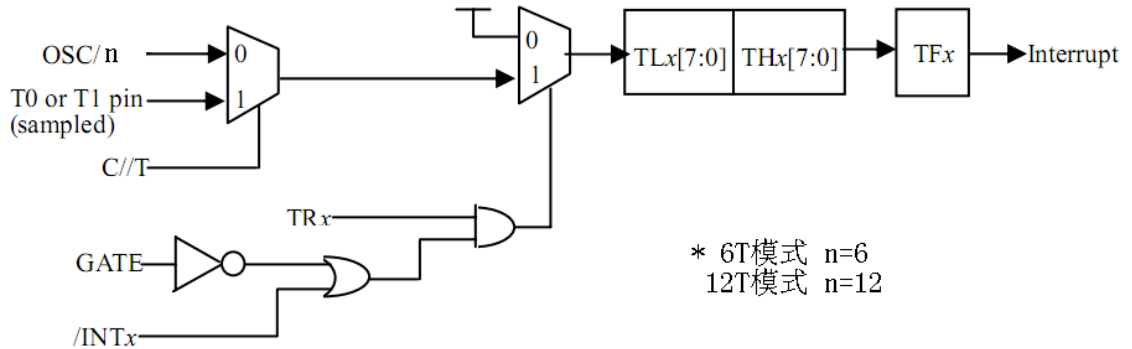 OSC/n
0
T0 or T1 pin
(sampled)
1
C//T
0
1
TLx[7:0]
THx[7:0]
TFx
Interrupt
TRx
GATE
/INTx
* 6T模式 n=6
12T模式 n=12